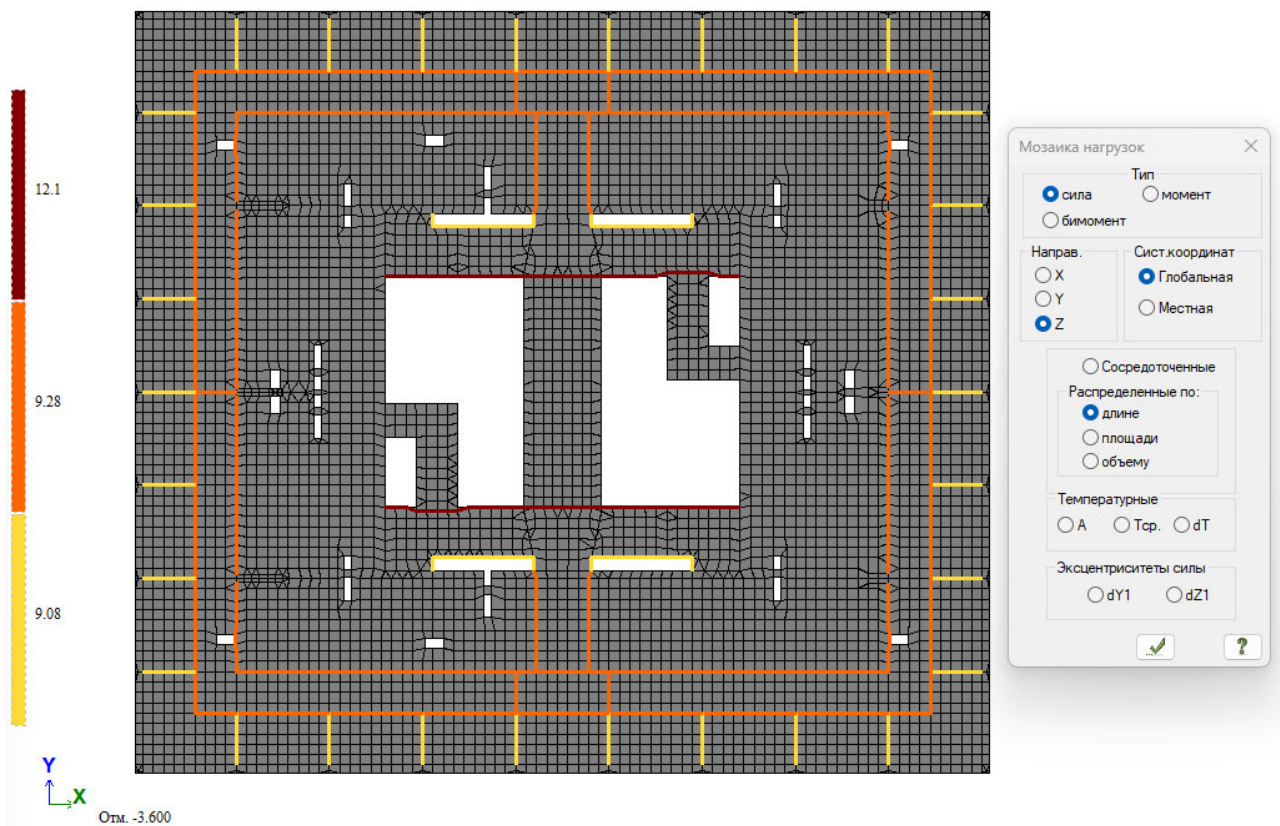 12.1
9.28
9.08
Y
X
Отм. -3.600
Мозаика нагрузок
Тип
сила
момент
бимомент
Направ.
Сист.координат
X
Глобальная
Y
Местная
Z
Сосредоточенные
Распределенные по:
длине
площади
объему
Температурные
A
Tср.
dT
Эксцентриситеты силы
dY1
dZ1
?